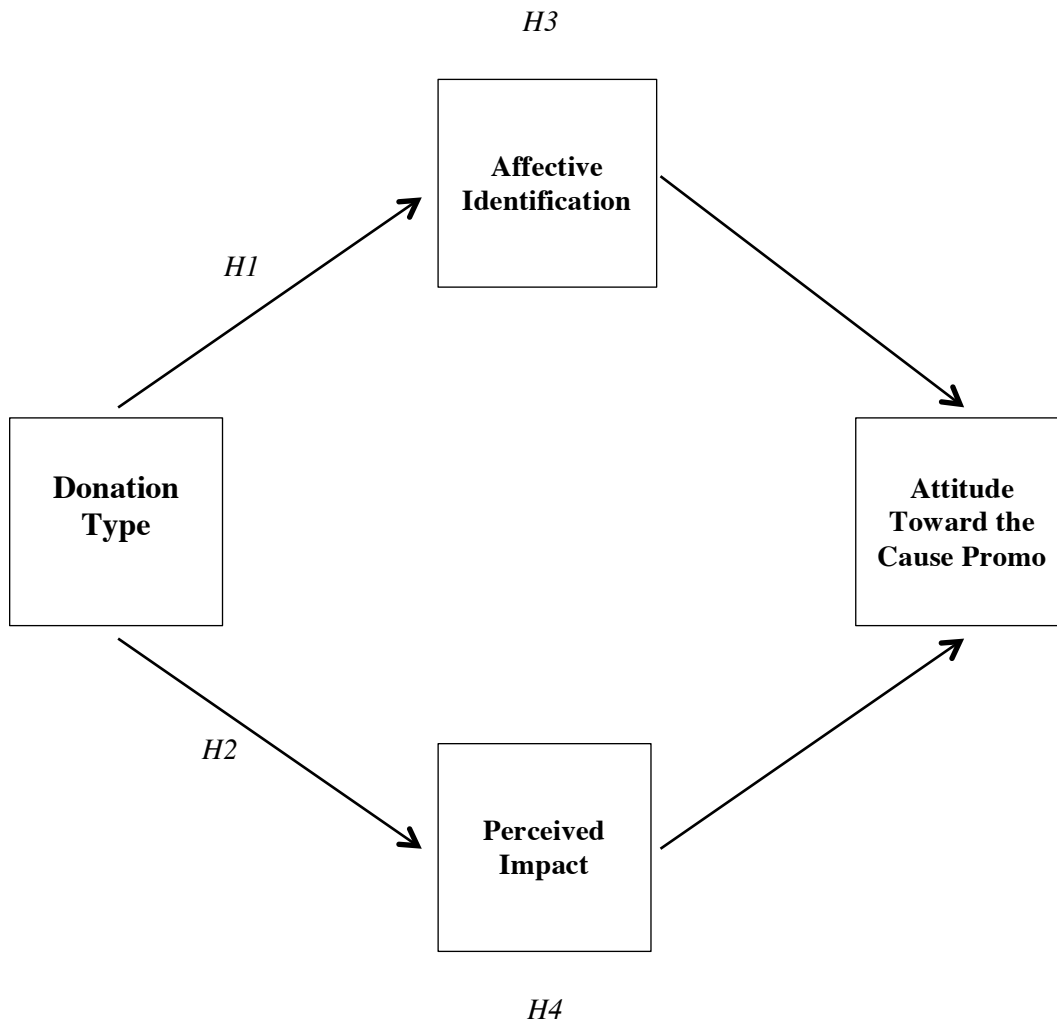 H3
Affective
Identification
H1
Donation
Type
Attitude
Toward the
Cause Promo
H2
Perceived
Impact
H4